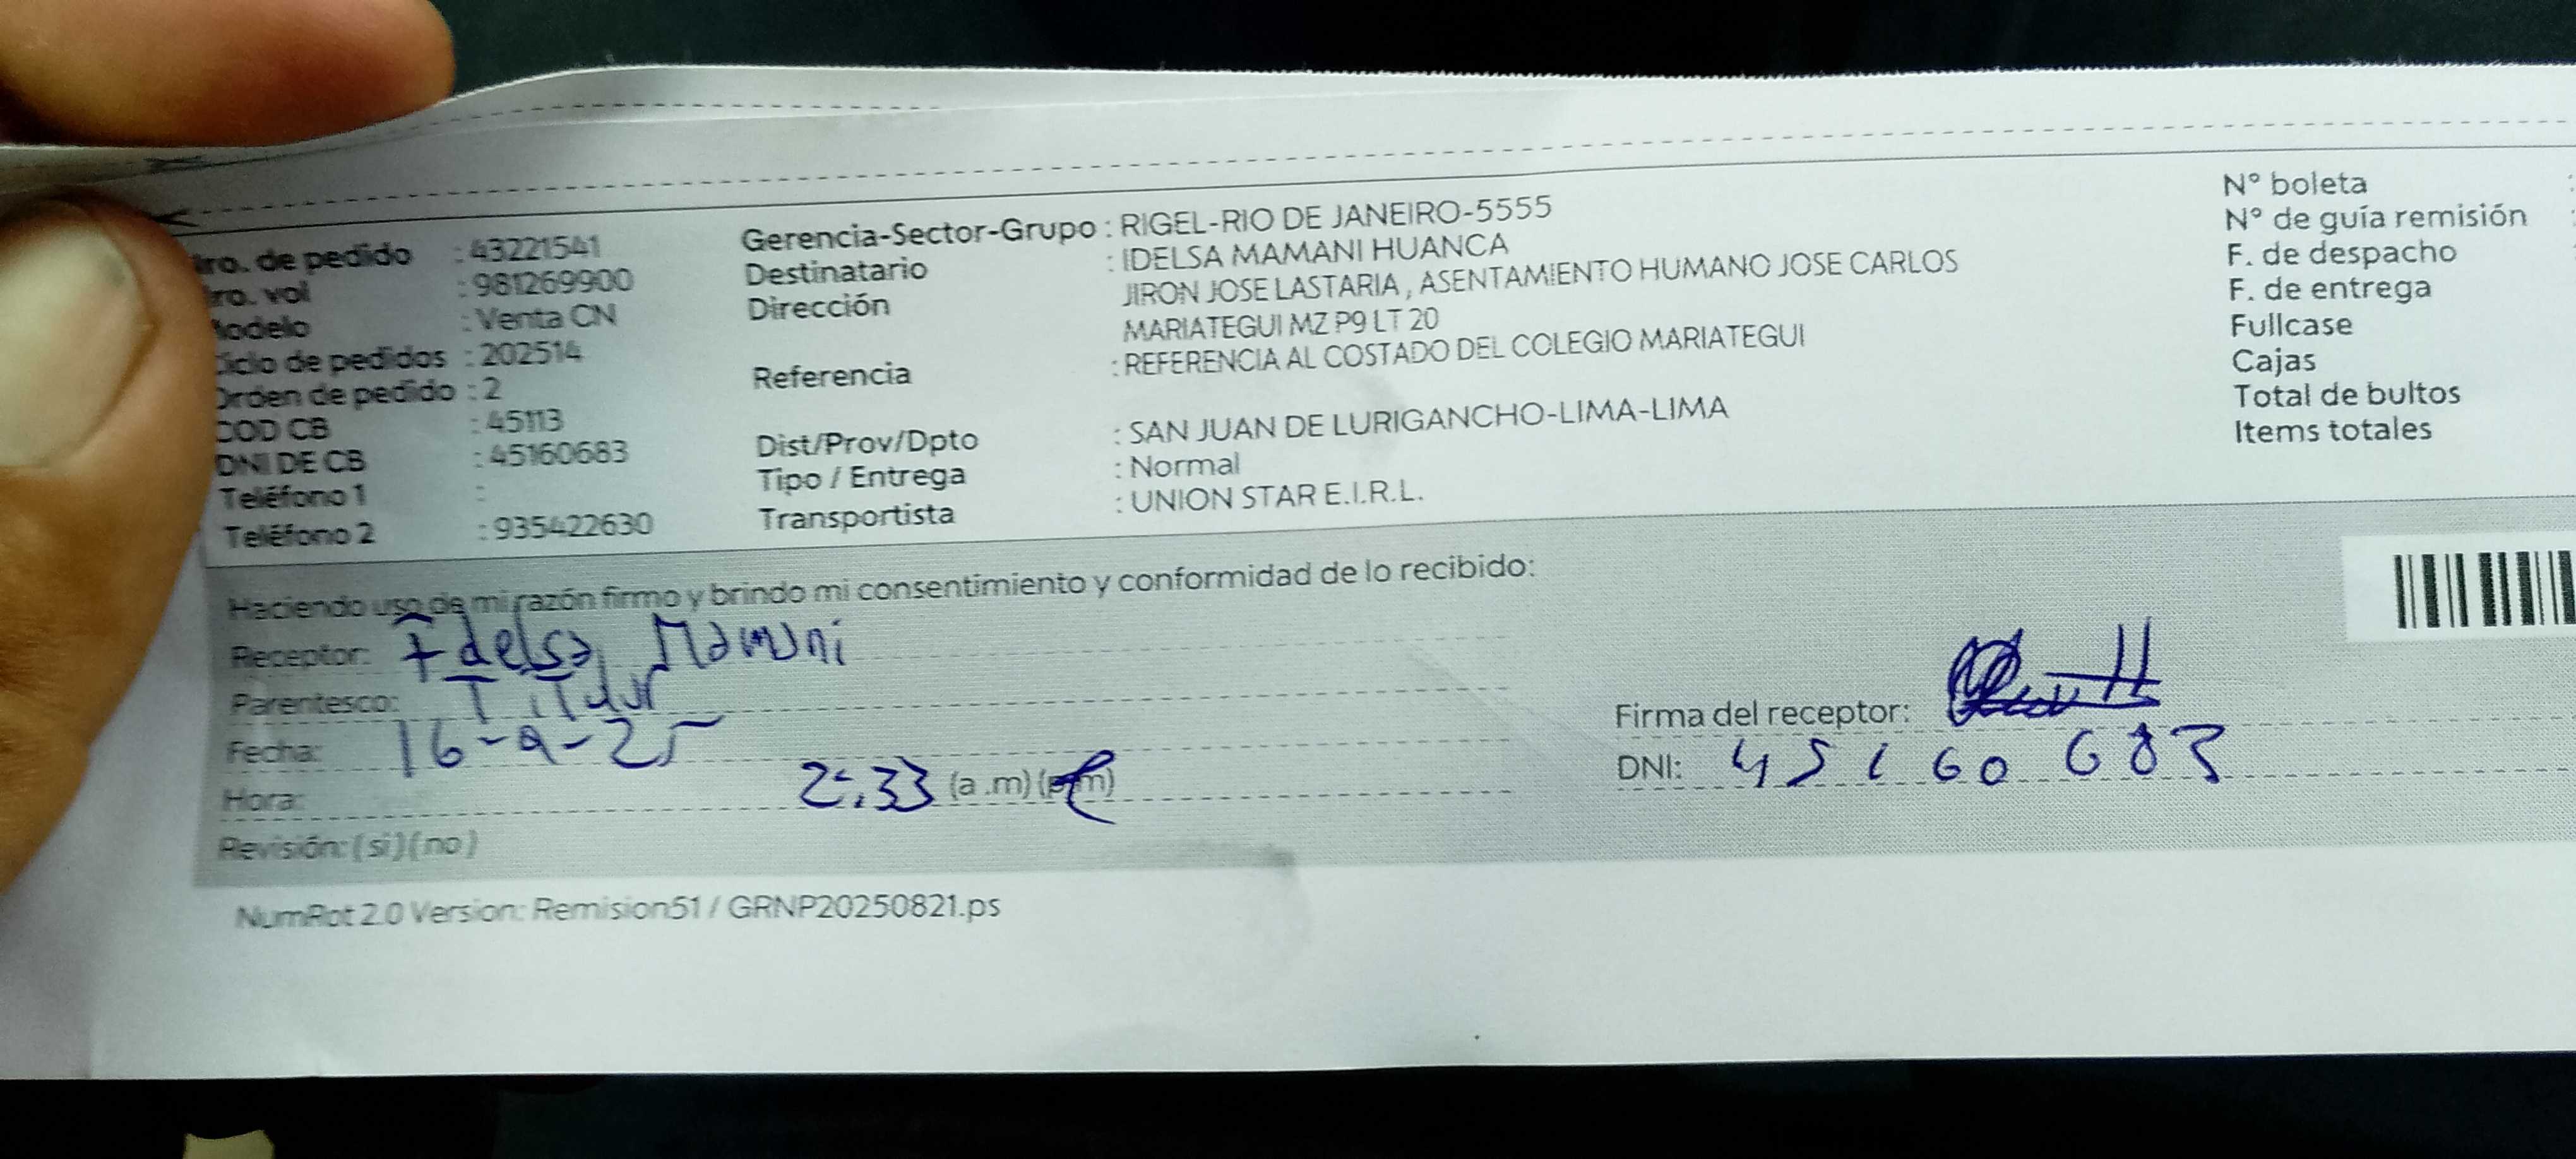 Nro. de pedido : 43221541
Nro. vol : 981269900
Modelo : Venta CN
Ciclo de pedidos : 202514
Orden de pedido : 2
COD CB : 45113
DNI DE CB : 45160683
Teléfono 1 :
Teléfono 2 : 935422630
Gerencia-Sector-Grupo : RIGEL-RIO DE JANEIRO-5555
Destinatario : IDELSA MAMANI HUANCA
Dirección JIRON JOSE LASTARIA , ASENTAMIENTO HUMANO JOSE CARLOS
MARIATEGUI MZ P9 LT 20
Referencia : REFERENCIA AL COSTADO DEL COLEGIO MARIATEGUI
Dist/Prov/Dpto : SAN JUAN DE LURIGANCHO-LIMA-LIMA
Tipo / Entrega : Normal
Transportista : UNION STAR E.I.R.L.
N° boleta
N° de guía remisión
F. de despacho
F. de entrega
Fullcase
Cajas
Total de bultos
Items totales
Haciendo uso de mi razón firmo y brindo mi consentimiento y conformidad de lo recibido:
Receptor: Idelsa Mamani
Parentesco: Titular
Fecha: 16-9-25
Hora: 2:33 (a .m) (p.m)
Revisión: (si) (no)
Firma del receptor:
DNI: 45160683
NumRot 2.0 Version: Remision51 / GRNP20250821.ps